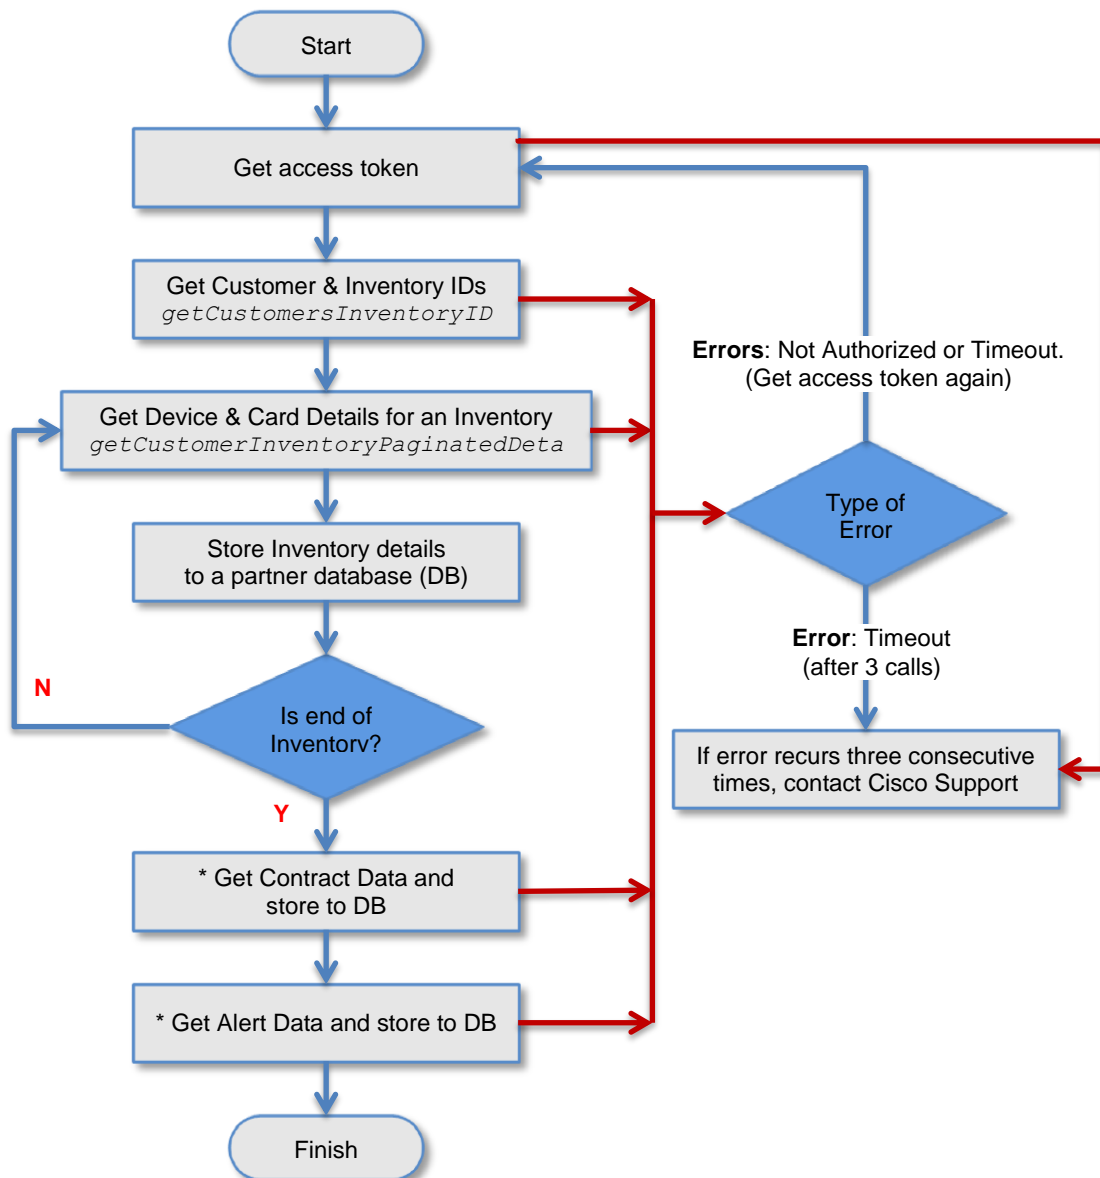 Start
Get access token
Get Customer & Inventory IDs
getCustomersInventoryID
Errors: Not Authorized or Timeout.
(Get access token again)
Get Device & Card Details for an Inventory
getCustomerInventoryPaginatedDeta
Type of
Error
Store Inventory details
to a partner database (DB)
Error: Timeout
(after 3 calls)
N
Is end of
Inventory?
If error recurs three consecutive
times, contact Cisco Support
Y
* Get Contract Data and
store to DB
* Get Alert Data and store to DB
Finish